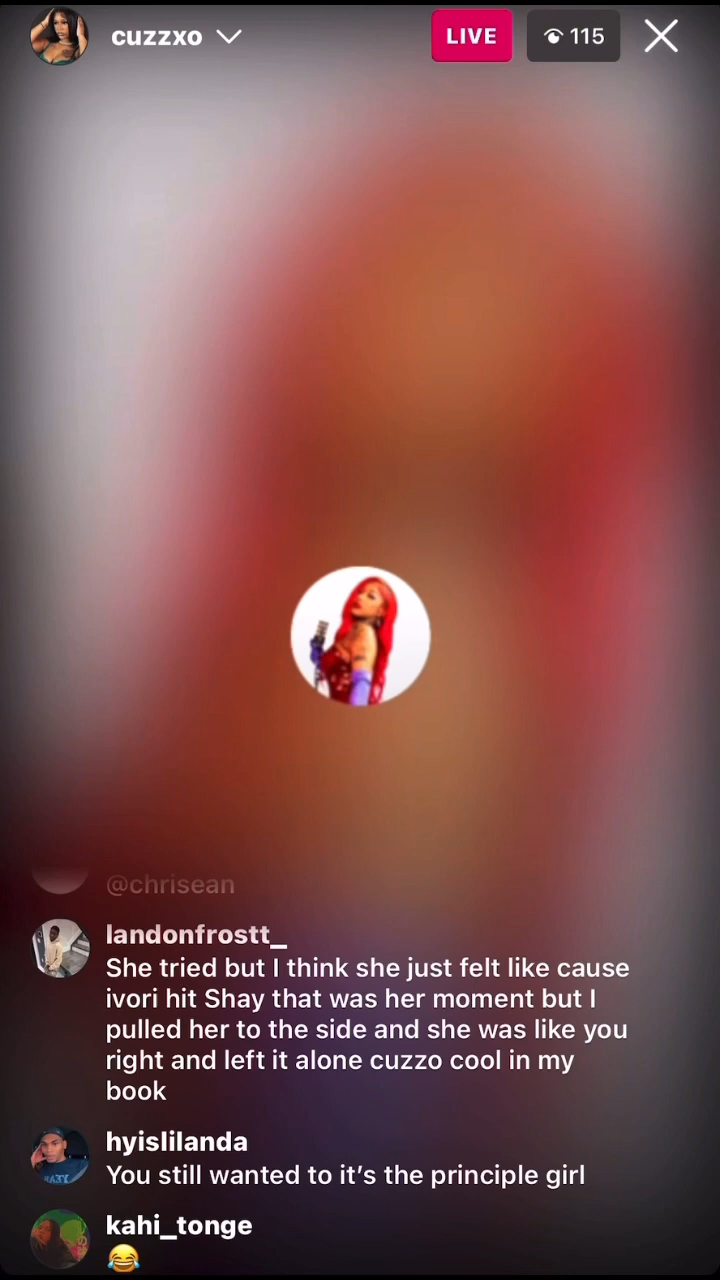 cuzzxo
LIVE
115
@chrisean
landonfrostt_
She tried but I think she just felt like cause
ivori hit Shay that was her moment but I
pulled her to the side and she was like you
right and left it alone cuzzo cool in my
book
hyislilanda
You still wanted to it’s the principle girl
kahi_tonge
😂